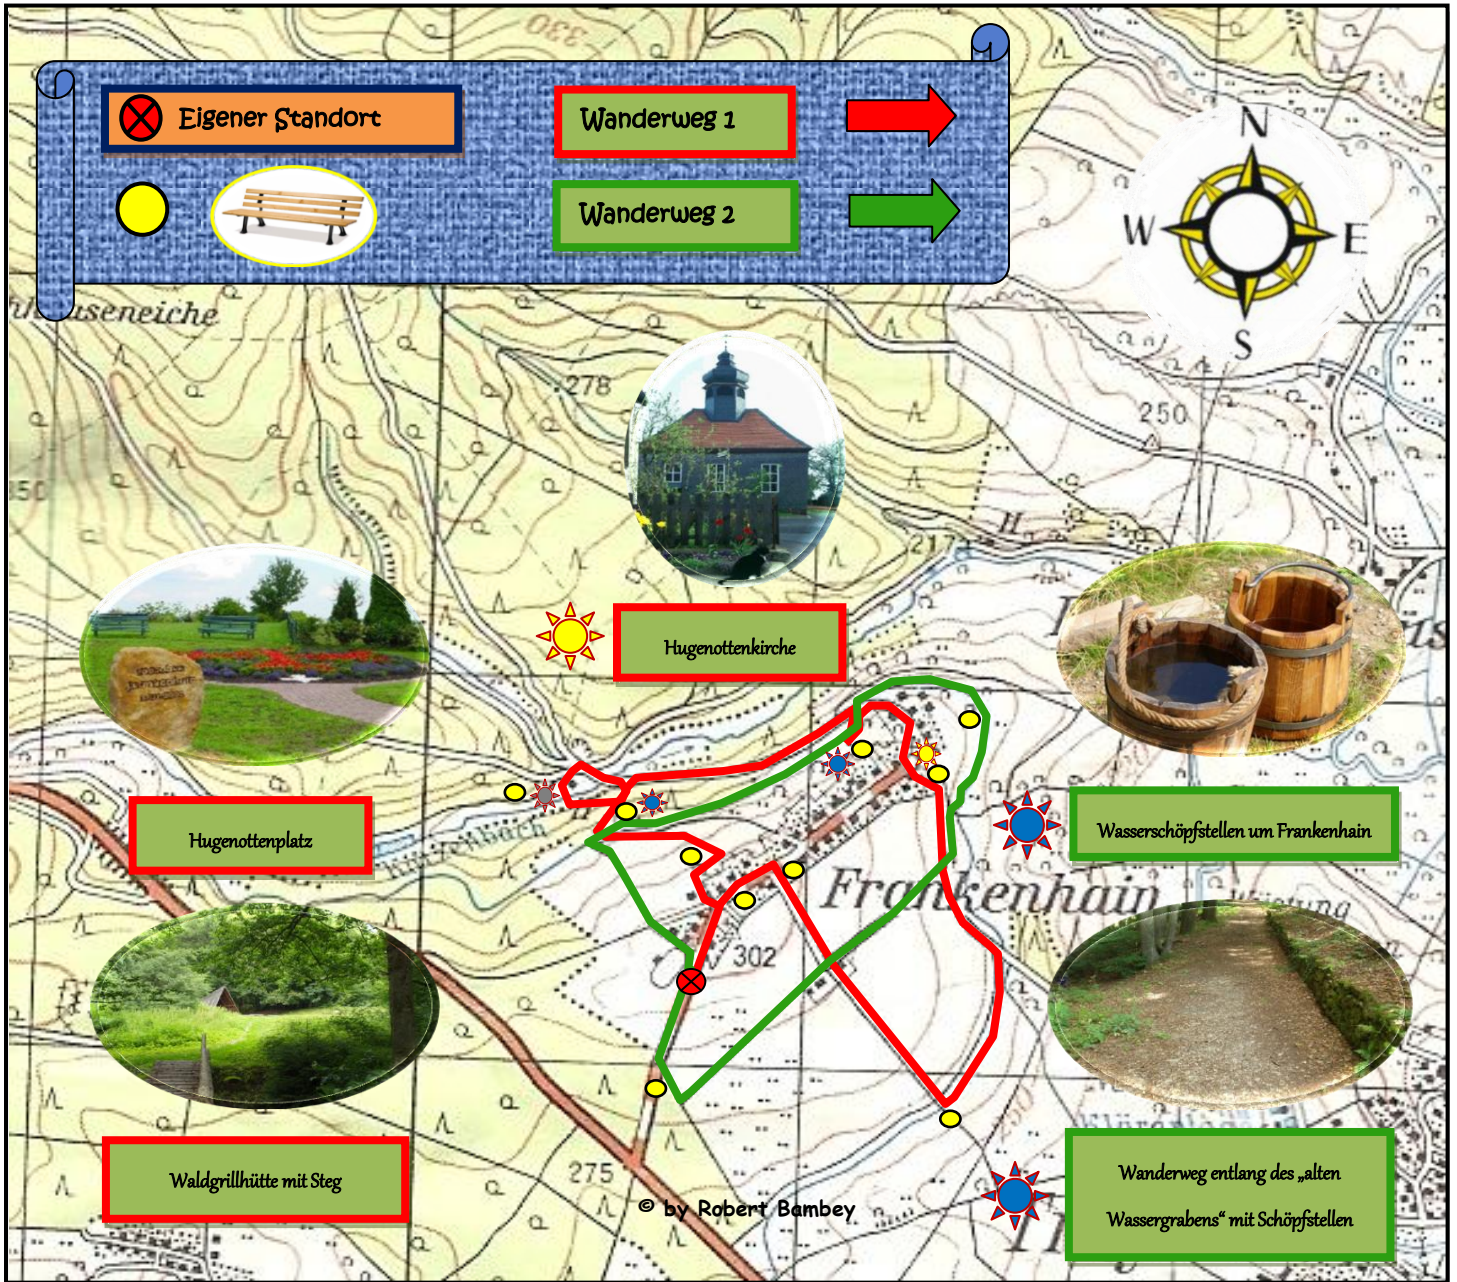 -330
Eigener Standort
Wanderweg 1
Wanderweg 2
N
W
E
S
278
250
Hugenottenkirche
Hugenottenplatz
Wasserschöpfstellen um Frankenhain
Frankenhain
302
Waldgrillhütte mit Steg
275
© by Robert Bambey
Wanderweg entlang des „alten
Wassergrabens“ mit Schöpfstellen